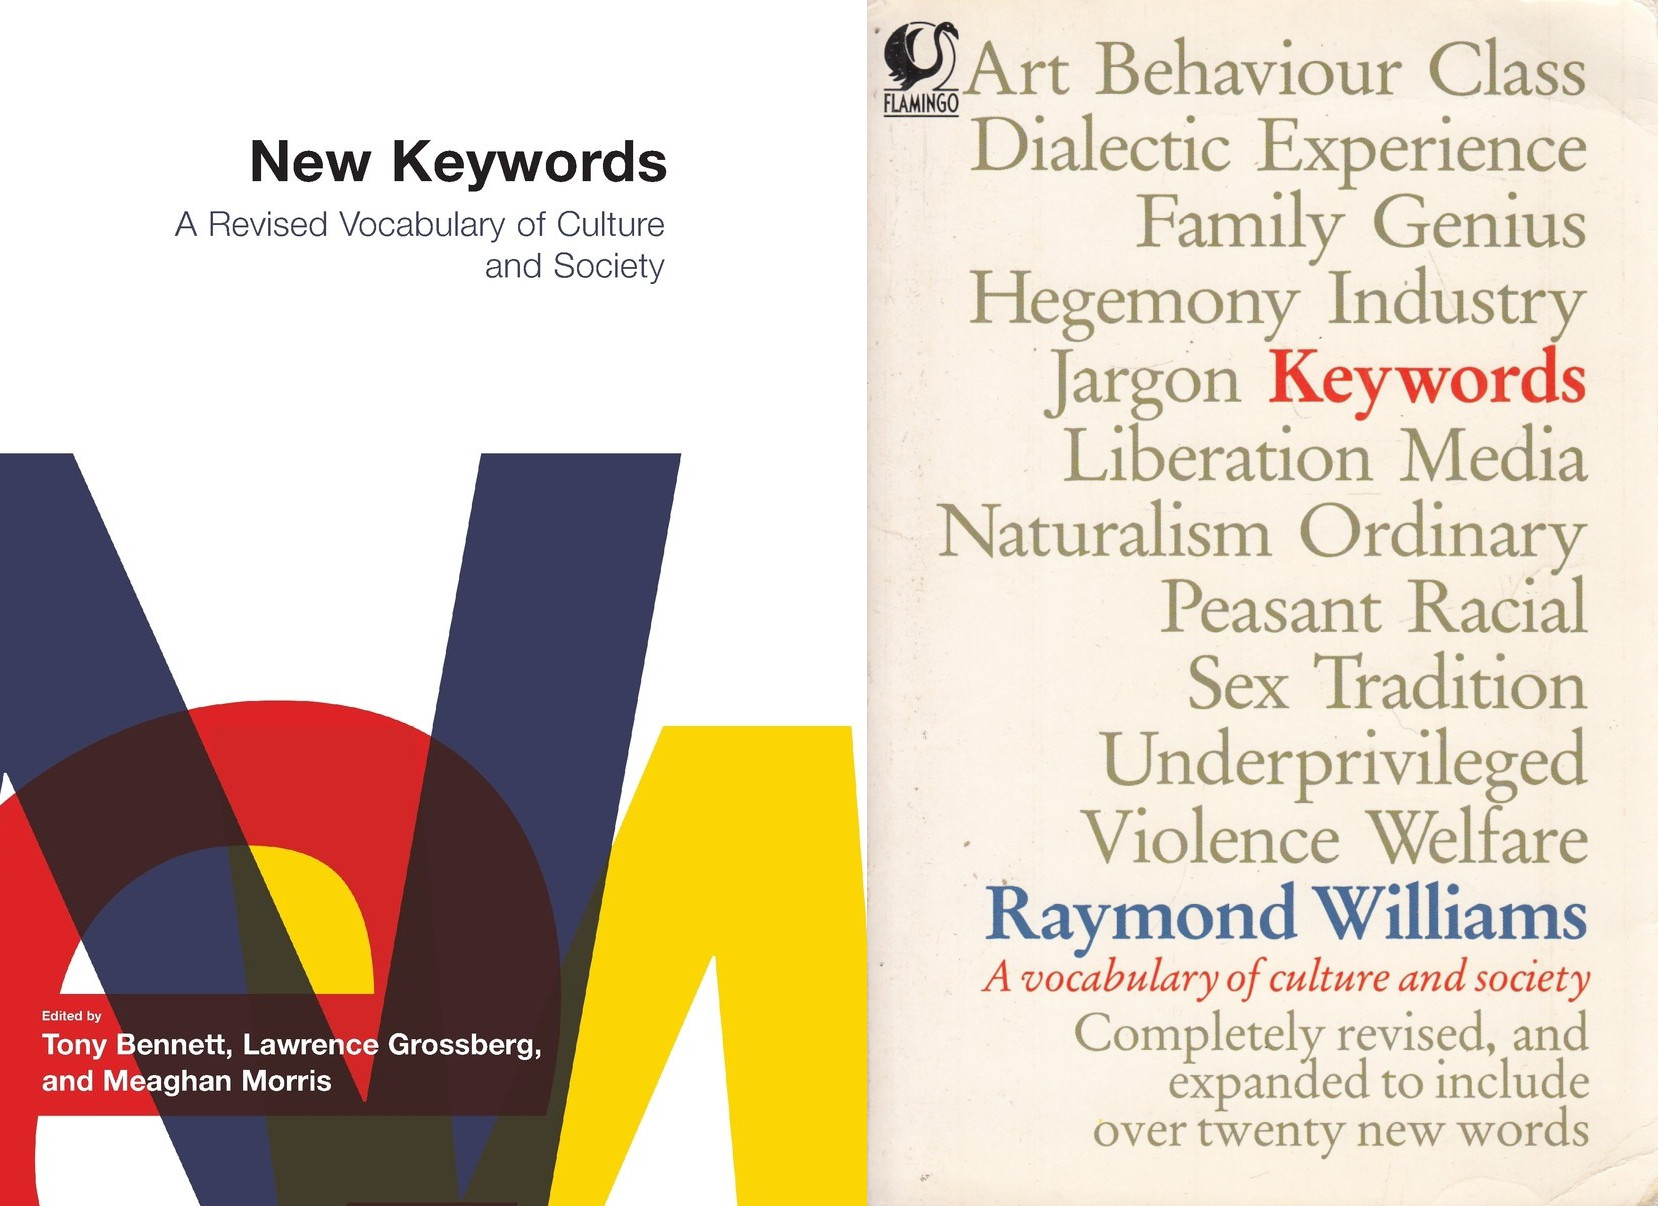 New Keywords
A Revised Vocabulary of Culture
and Society
Edited by
Tony Bennett, Lawrence Grossberg,
and Meaghan Morris
FLAMINGO
Art Behaviour Class
Dialectic Experience
Family Genius
Hegemony Industry
Jargon Keywords
Liberation Media
Naturalism Ordinary
Peasant Racial
Sex Tradition
Underprivileged
Violence Welfare
Raymond Williams
A vocabulary of culture and society
Completely revised, and
expanded to include
over twenty new words